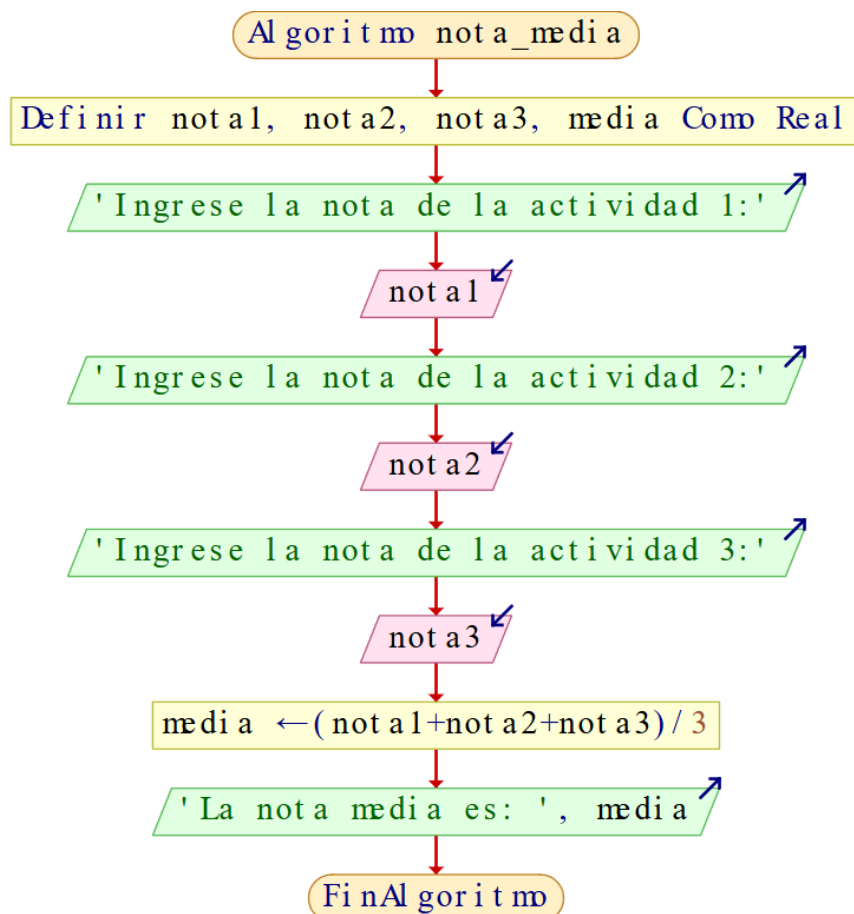 Algoritmo nota_media
Definir nota1, nota2, nota3, media Como Real
'Ingrese la nota de la actividad 1:'
nota1
'Ingrese la nota de la actividad 2:'
nota2
'Ingrese la nota de la actividad 3:'
nota3
media ←(nota1+nota2+nota3)/3
'La nota media es: ', media
FinAlgoritmo